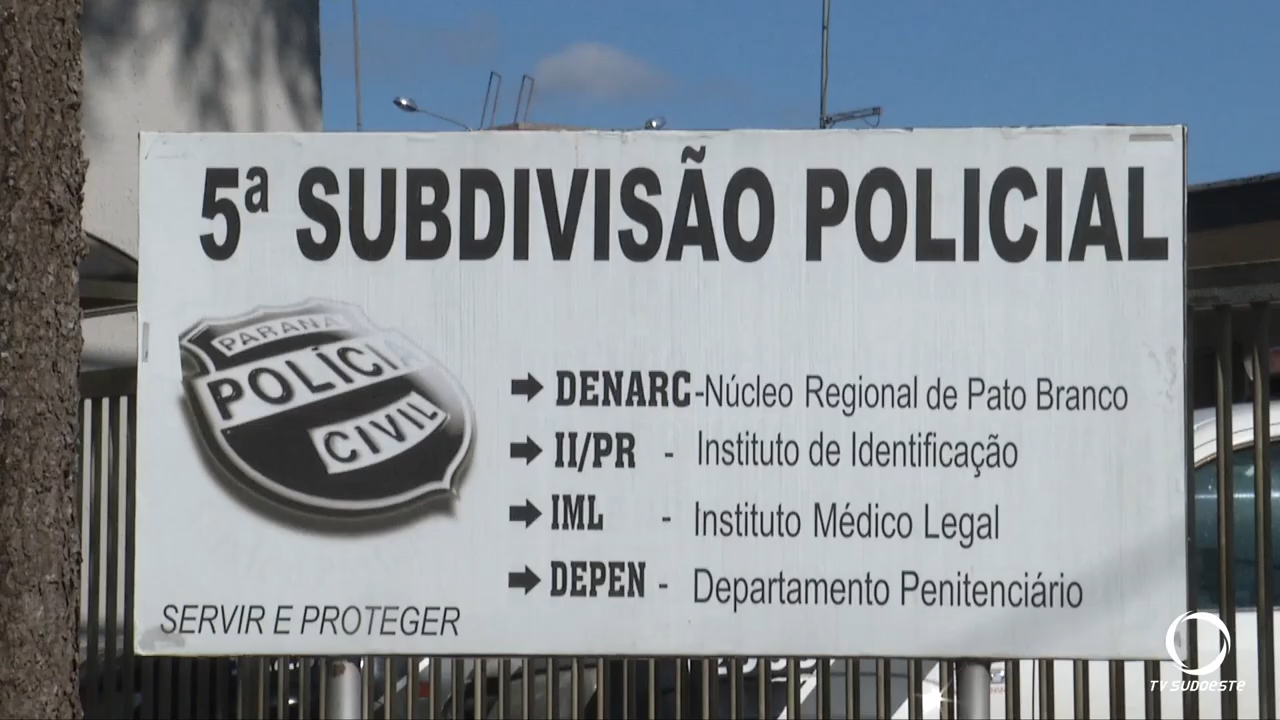 5ª SUBDIVISÃO POLICIAL
PARANÁ
POLÍCIA
CIVIL
DENARC-Núcleo Regional de Pato Branco
II/PR - Instituto de Identificação
IML - Instituto Médico Legal
DEPEN - Departamento Penitenciário
SERVIR E PROTEGER
TV SUDOESTE